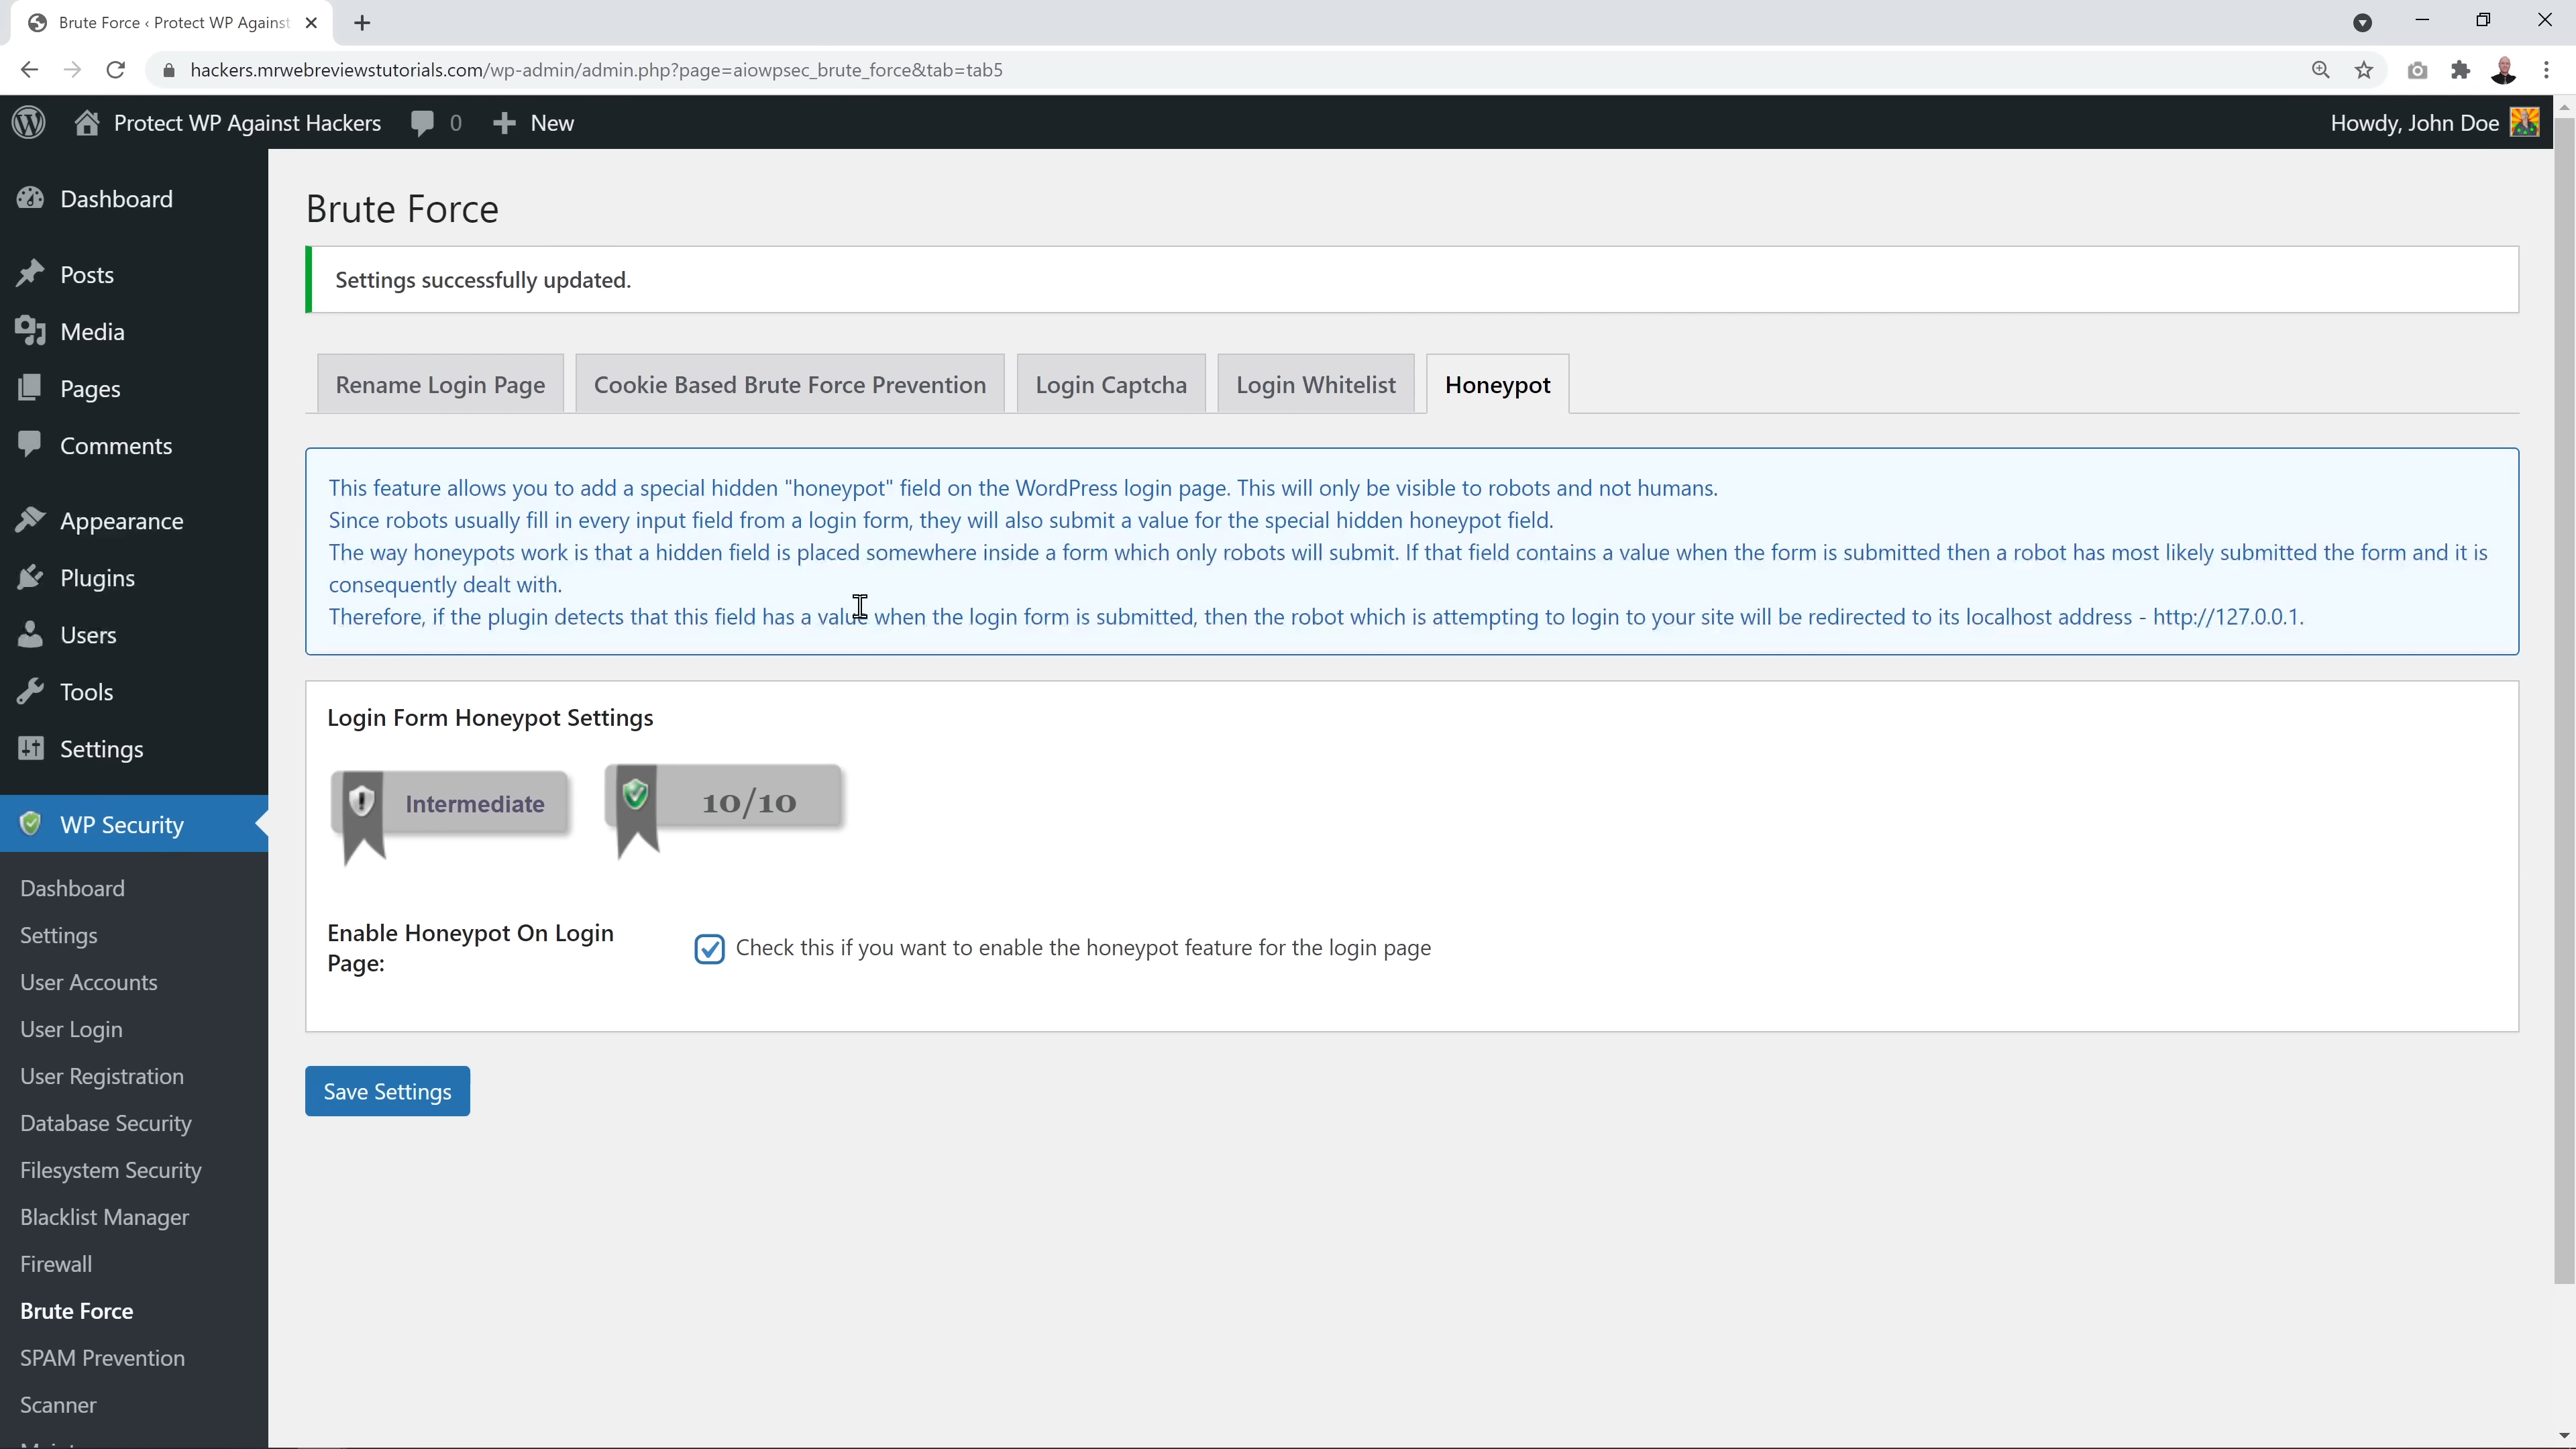 Brute Force ‹ Protect WP Against
hackers.mrwebreviewstutorials.com/wp-admin/admin.php?page=aiowpsec_brute_force&tab=tab5
Protect WP Against Hackers 0 New Howdy, John Doe
Dashboard
Posts
Media
Pages
Comments
Appearance
Plugins
Users
Tools
Settings
WP Security
Dashboard
Settings
User Accounts
User Login
User Registration
Database Security
Filesystem Security
Blacklist Manager
Firewall
Brute Force
SPAM Prevention
Scanner
Brute Force
Settings successfully updated.
Rename Login Page Cookie Based Brute Force Prevention Login Captcha Login Whitelist Honeypot
This feature allows you to add a special hidden "honeypot" field on the WordPress login page. This will only be visible to robots and not humans.
Since robots usually fill in every input field from a login form, they will also submit a value for the special hidden honeypot field.
The way honeypots work is that a hidden field is placed somewhere inside a form which only robots will submit. If that field contains a value when the form is submitted then a robot has most likely submitted the form and it is
consequently dealt with.
Therefore, if the plugin detects that this field has a value when the login form is submitted, then the robot which is attempting to login to your site will be redirected to its localhost address - http://127.0.0.1.
Login Form Honeypot Settings
Intermediate 10/10
Enable Honeypot On Login
Page:
Check this if you want to enable the honeypot feature for the login page
Save Settings